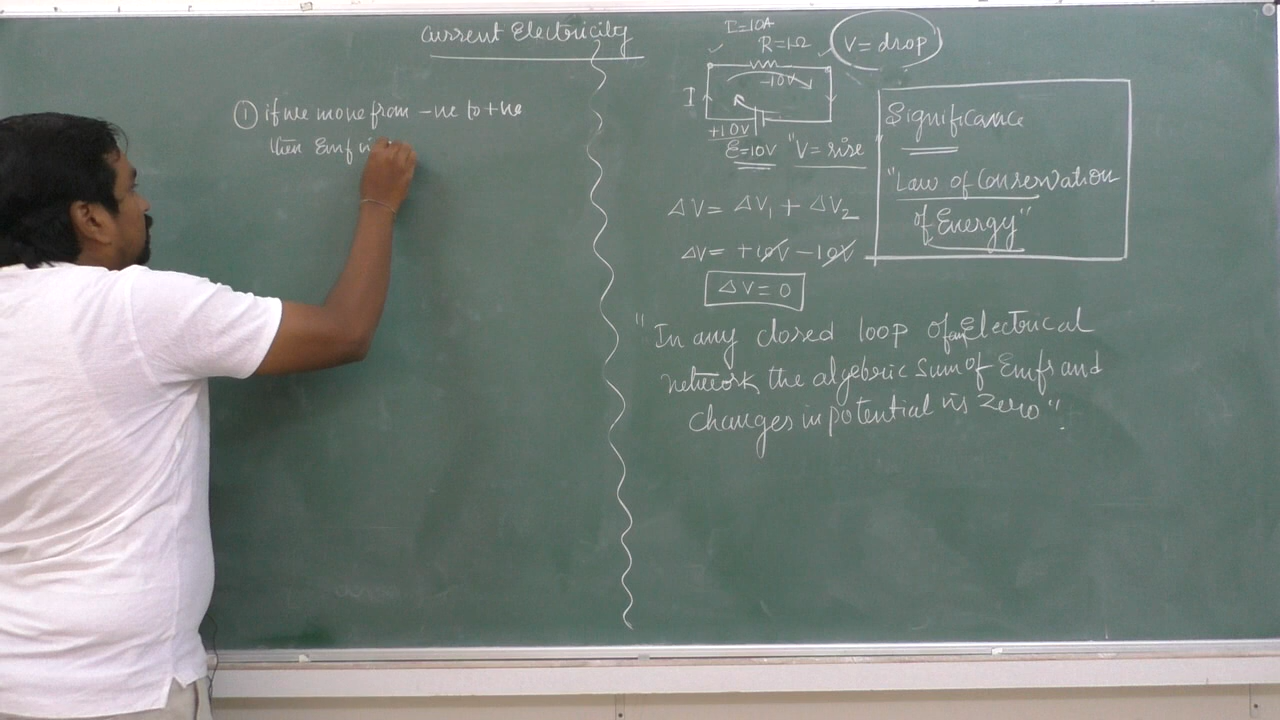 Current Electricity
① if we move from -ve to +ve
then Emf is
I=10A
R=1Ω
V= drop
-10V
I
+10V
E=10V "V= rise"
ΔV= ΔV₁ + ΔV₂
ΔV= +10V -10V
ΔV= 0
Significance
"Law of Conservation
of Energy"
"In any closed loop of an Electrical
network the algebric sum of Emfs and
changes in potential is zero".